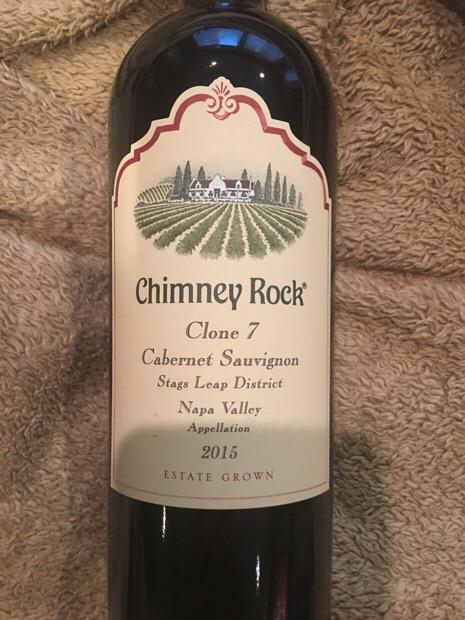 Chimney Rock®
Clone 7
Cabernet Sauvignon
Stags Leap District
Napa Valley
Appellation
2015
ESTATE GROWN